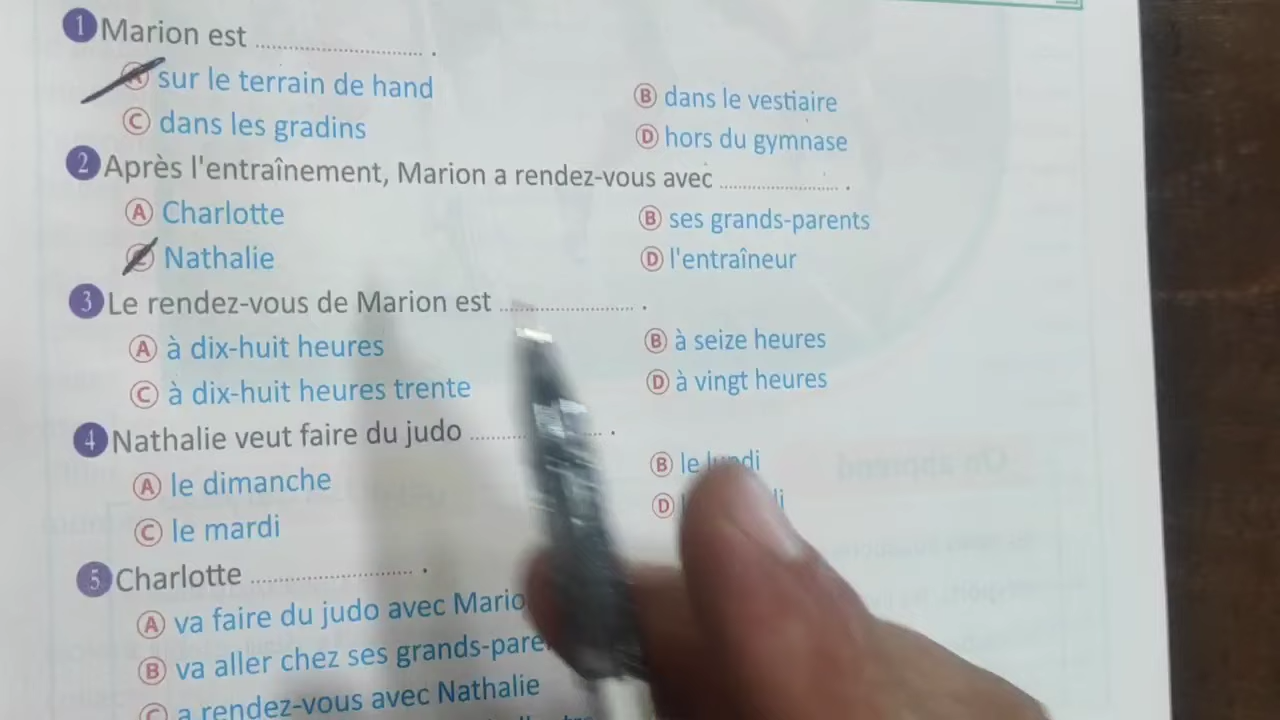 1 Marion est .................... .
A sur le terrain de hand
B dans le vestiaire
C dans les gradins
D hors du gymnase
2 Après l'entraînement, Marion a rendez-vous avec .................... .
A Charlotte
B ses grands-parents
C Nathalie
D l'entraîneur
3 Le rendez-vous de Marion est .................... .
A à dix-huit heures
B à seize heures
C à dix-huit heures trente
D à vingt heures
4 Nathalie veut faire du judo .................... .
A le dimanche
B le lundi
C le mardi
D
5 Charlotte .................... .
A va faire du judo avec
B va aller chez ses
C a rendez-vous avec Nathalie